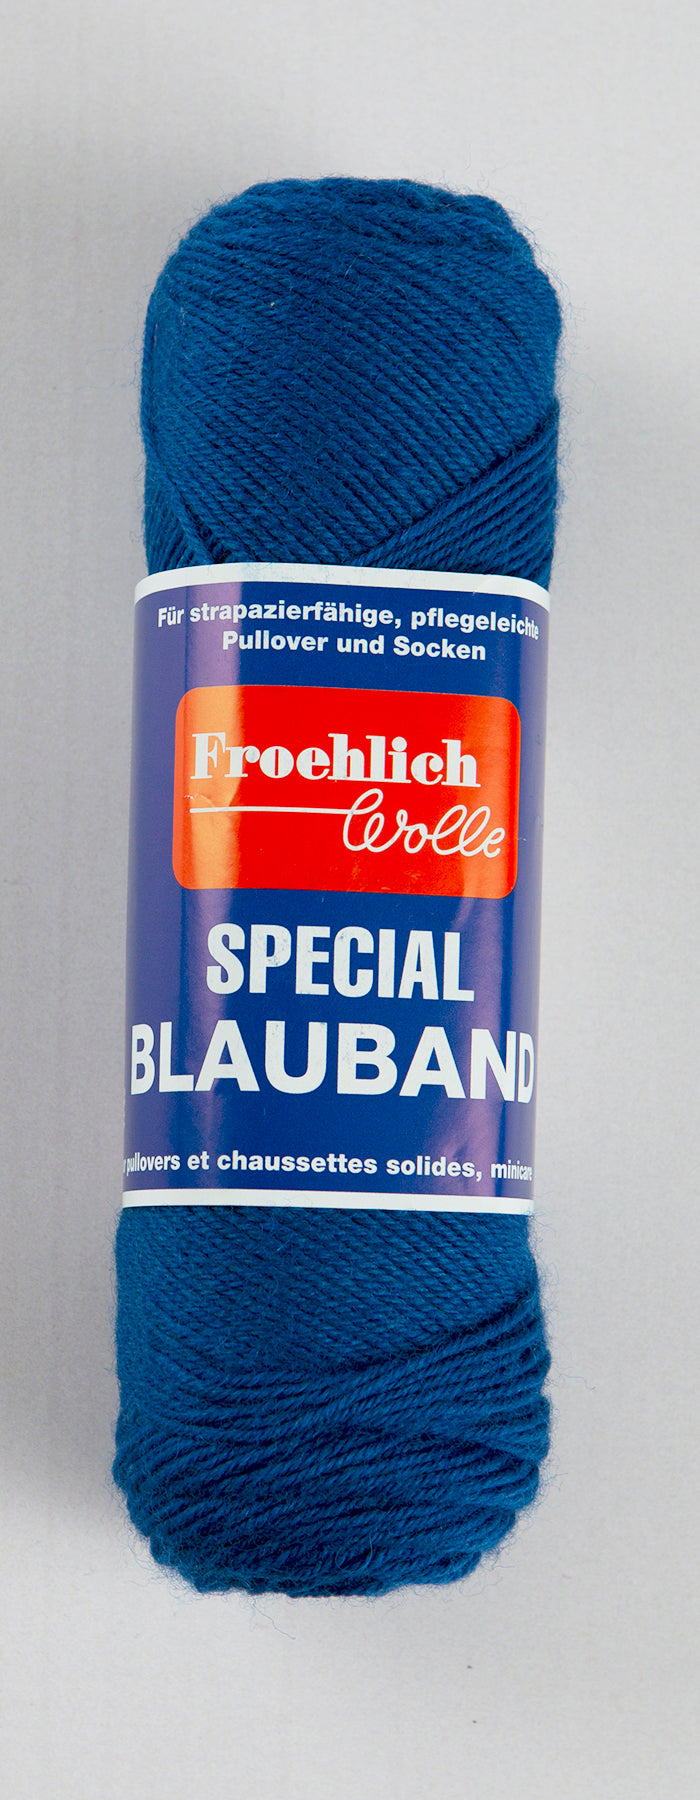 Für strapazierfähige, pflegeleichte
Pullover und Socken
Froehlich
Wolle
SPECIAL
BLAUBAND
pullovers et chaussettes solides, minicare